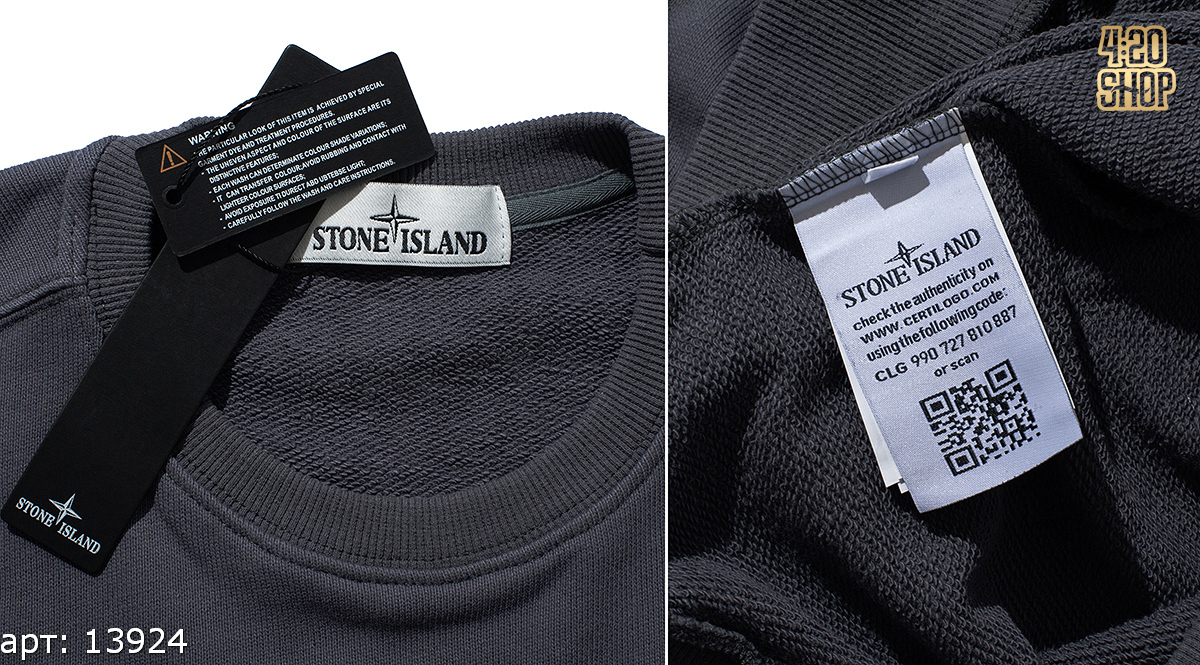 WARNING
• THE PARTICULAR LOOK OF THIS ITEM IS ACHIEVED BY SPECIAL
GARMENT DYE AND TREATMENT PROCEDURES.
• THE UNEVEN ASPECT AND COLOUR OF THE SURFACE ARE ITS
DISTINCTIVE FEATURES;
• EACH WASH CAN DETERMINATE COLOUR SHADE VARIATIONS;
• IT CAN TRANSFER COLOUR;AVOID RUBBING AND CONTACT WITH
LIGHTEER COLOUR SURFACES;
• AVOID EXPOSURE TI DIRECT ABD UBTEBSE LIGHT;
• CAREFULLY FOLLOW THE WASH AND CARE INSTRUCTIONS.
STONE ISLAND
STONE ISLAND
арт: 13924
4:20
SHOP
STONE ISLAND
check the authenticity on
WWW.CERTILOGO.COM
using the following code:
CLG 990 727 810 887
or scan